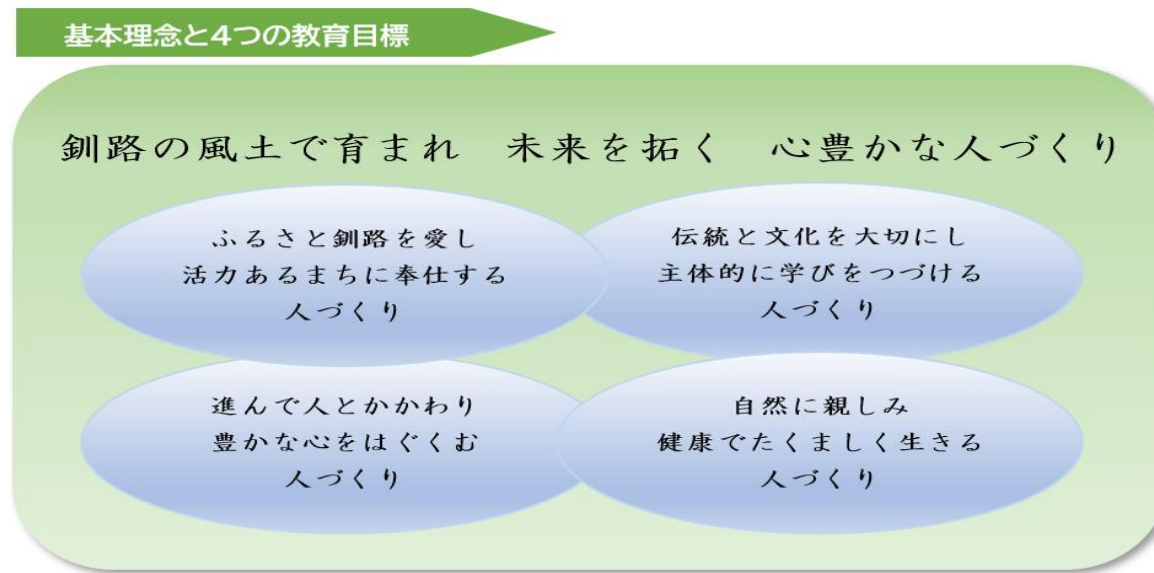 基本理念と4つの教育目標
釧路の風土で育まれ　未来を拓く　心豊かな人づくり
ふるさと釧路を愛し
活力あるまちに奉仕する
人づくり
伝統と文化を大切にし
主体的に学びをつづける
人づくり
進んで人とかかわり
豊かな心をはぐくむ
人づくり
自然に親しみ
健康でたくましく生きる
人づくり